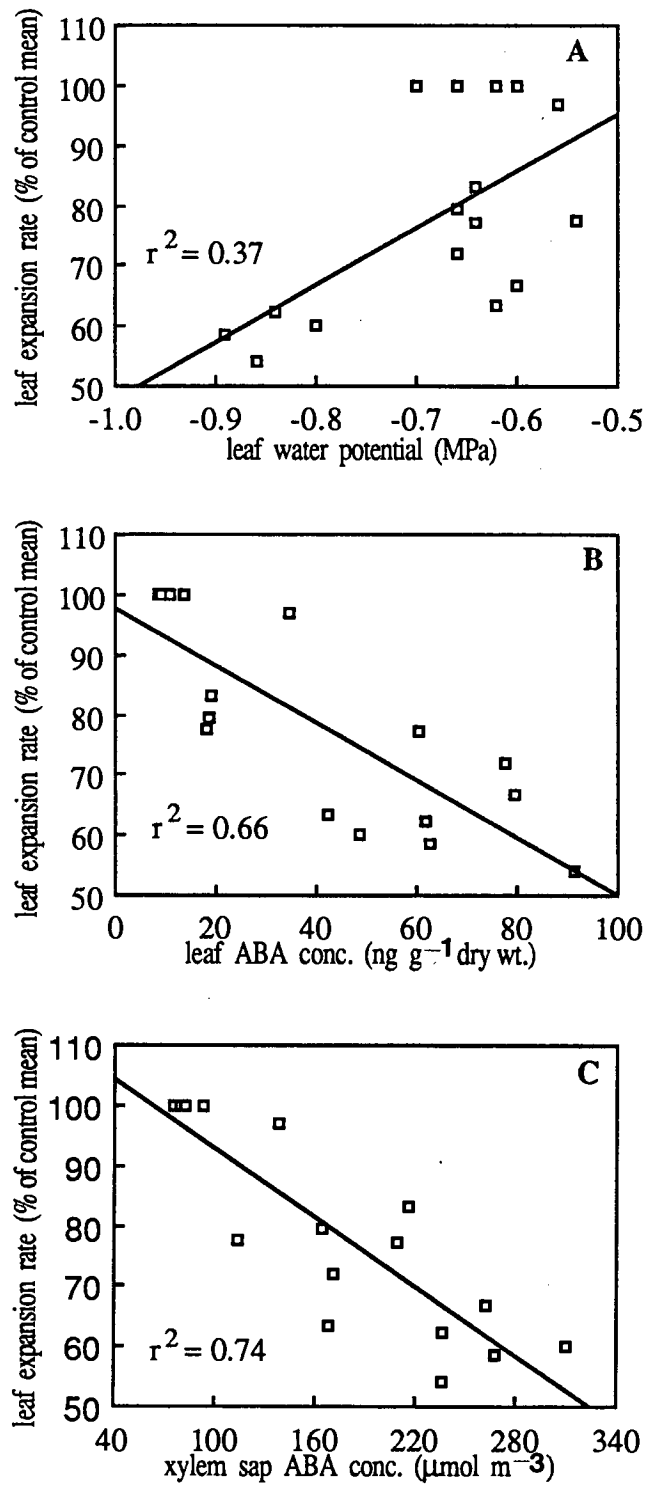 110
A
100
90
80
r² = 0.37
70
60
50
leaf expansion rate (% of control mean)
-1.0 -0.9 -0.8 -0.7 -0.6 -0.5
leaf water potential (MPa)
110
B
100
90
80
70
r² = 0.66
60
50
leaf expansion rate (% of control mean)
0 20 40 60 80 100
leaf ABA conc. (ng g⁻¹ dry wt.)
110
C
100
90
80
70
r² = 0.74
60
50
leaf expansion rate (% of control mean)
40 100 160 220 280 340
xylem sap ABA conc. (µmol m⁻³)